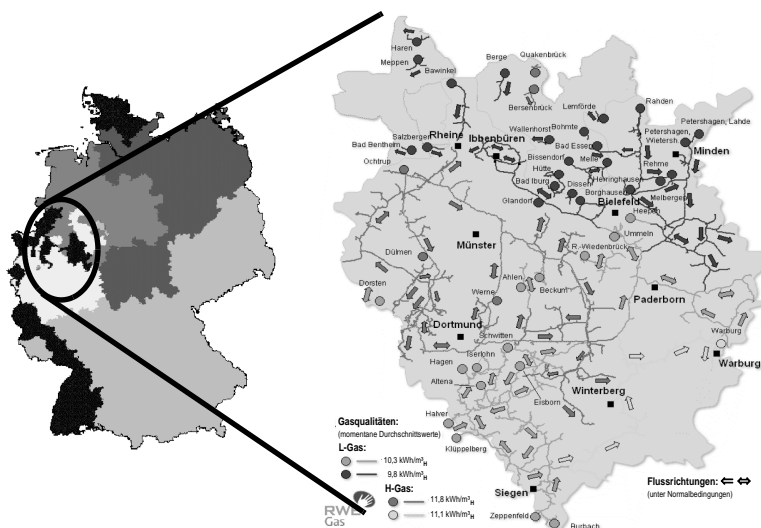 Haren
Meppen
Bawinkel
Berge
Quakenbrück
Bersenbrück
Lemförde
Rahden
Petershagen, Lahde
Salzbergen
Bad Bentheim
Rheine
Ibbenbüren
Wallenhorst
Bohmte
Bad Essen
Petershagen,
Wietersh.
Minden
Ochtrup
Bissendorf
Melle
Rehme
Hütte
Bad Iburg
Dissen
Herringhausen
Borghausen
Melbergen
Glandorf
Bielefeld
Heepen
Ummeln
Münster
R.-Wiedenbrück
Dülmen
Ahlen
Beckum
Dorsten
Werne
Paderborn
Dortmund
Schwitten
Warburg
Iserlohn
Hagen
Warburg
Altena
Winterberg
Eisborn
Halver
Klüppelberg
Siegen
Zeppenfeld
Burbach
Gasqualitäten:
(momentane Durchschnittswerte)
L-Gas:
10,3 kWh/m³H
9,8 kWh/m³H
H-Gas:
11,8 kWh/m³H
11,1 kWh/m³H
RWE
Gas
Flussrichtungen:
(unter Normalbedingungen)